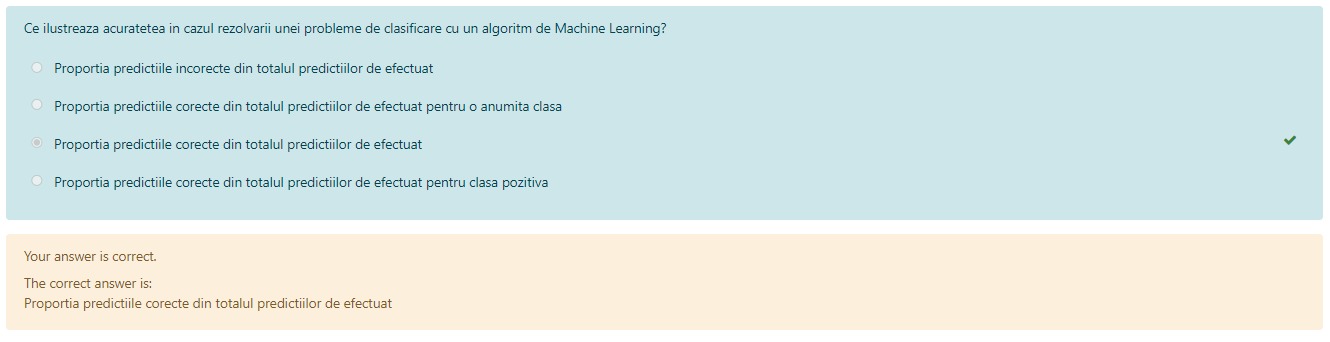 Ce ilustreaza acuratetea in cazul rezolvarii unei probleme de clasificare cu un algoritm de Machine Learning?
Proportia predictiile incorecte din totalul predictiilor de efectuat
Proportia predictiile corecte din totalul predictiilor de efectuat pentru o anumita clasa
Proportia predictiile corecte din totalul predictiilor de efectuat
Proportia predictiile corecte din totalul predictiilor de efectuat pentru clasa pozitiva
Your answer is correct.
The correct answer is:
Proportia predictiile corecte din totalul predictiilor de efectuat